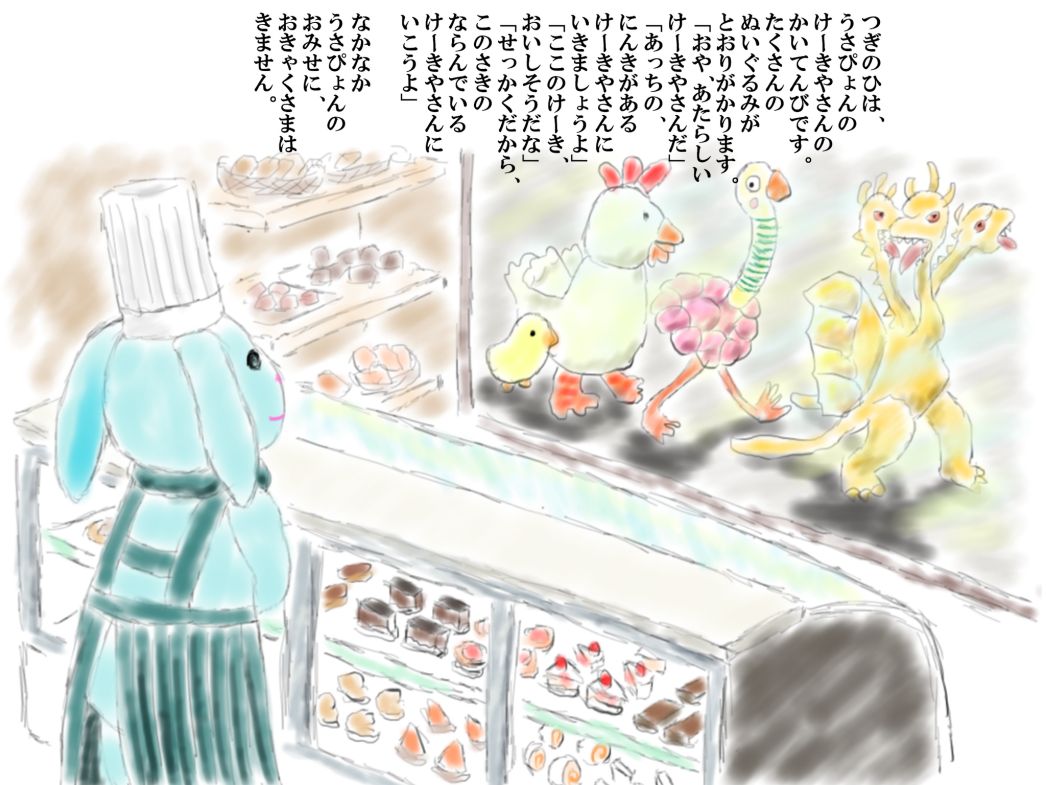 つぎのひは、
うさぴょんの
けーきやさんの
かいてんびです。
たくさんの
ぬいぐるみが
とおりがかります。
「おや、あたらしい
けーきやさんだ」
「あっちの、
にんきがある
けーきやさんに
いきましょうよ」
「ここのけーき、
おいしそうだな」
「せっかくだから、
このさきの
ならんでいる
けーきやさんに
いこうよ」
なかなか
うさぴょんの
おみせに、
おきゃくさまは
きません。